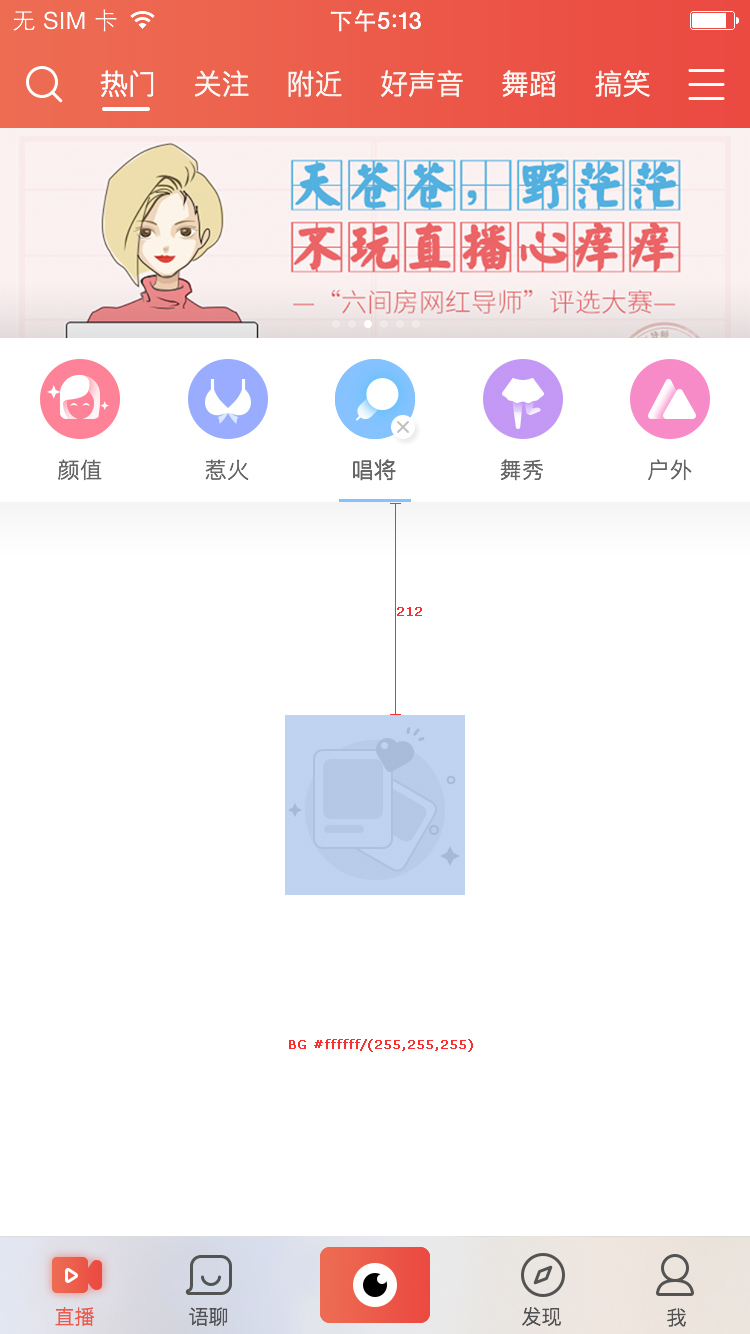 无 SIM 卡 下午5:13
热门 关注 附近 好声音 舞蹈 搞笑
天苍苍，野茫茫
不玩直播心痒痒
—“六间房网红导师”评选大赛—
颜值 惹火 唱将 舞秀 户外
212
BG #ffffff/(255,255,255)
直播 语聊 发现 我